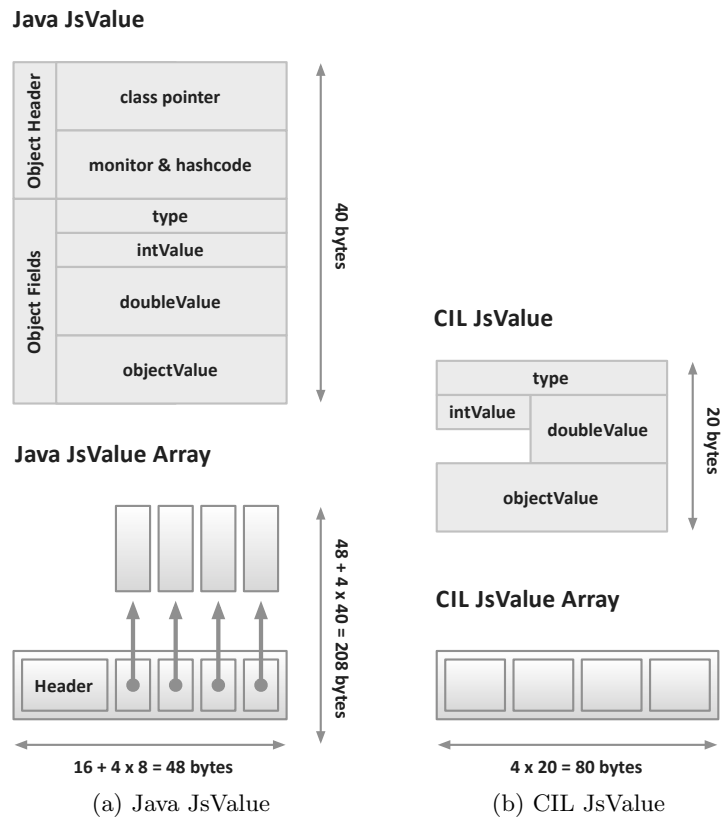 Java JsValue
Object Header
class pointer
monitor & hashcode
Object Fields
type
intValue
doubleValue
objectValue
40 bytes
Java JsValue Array
Header
48 + 4 x 40 = 208 bytes
16 + 4 x 8 = 48 bytes
(a) Java JsValue
CIL JsValue
type
intValue
doubleValue
objectValue
20 bytes
CIL JsValue Array
4 x 20 = 80 bytes
(b) CIL JsValue